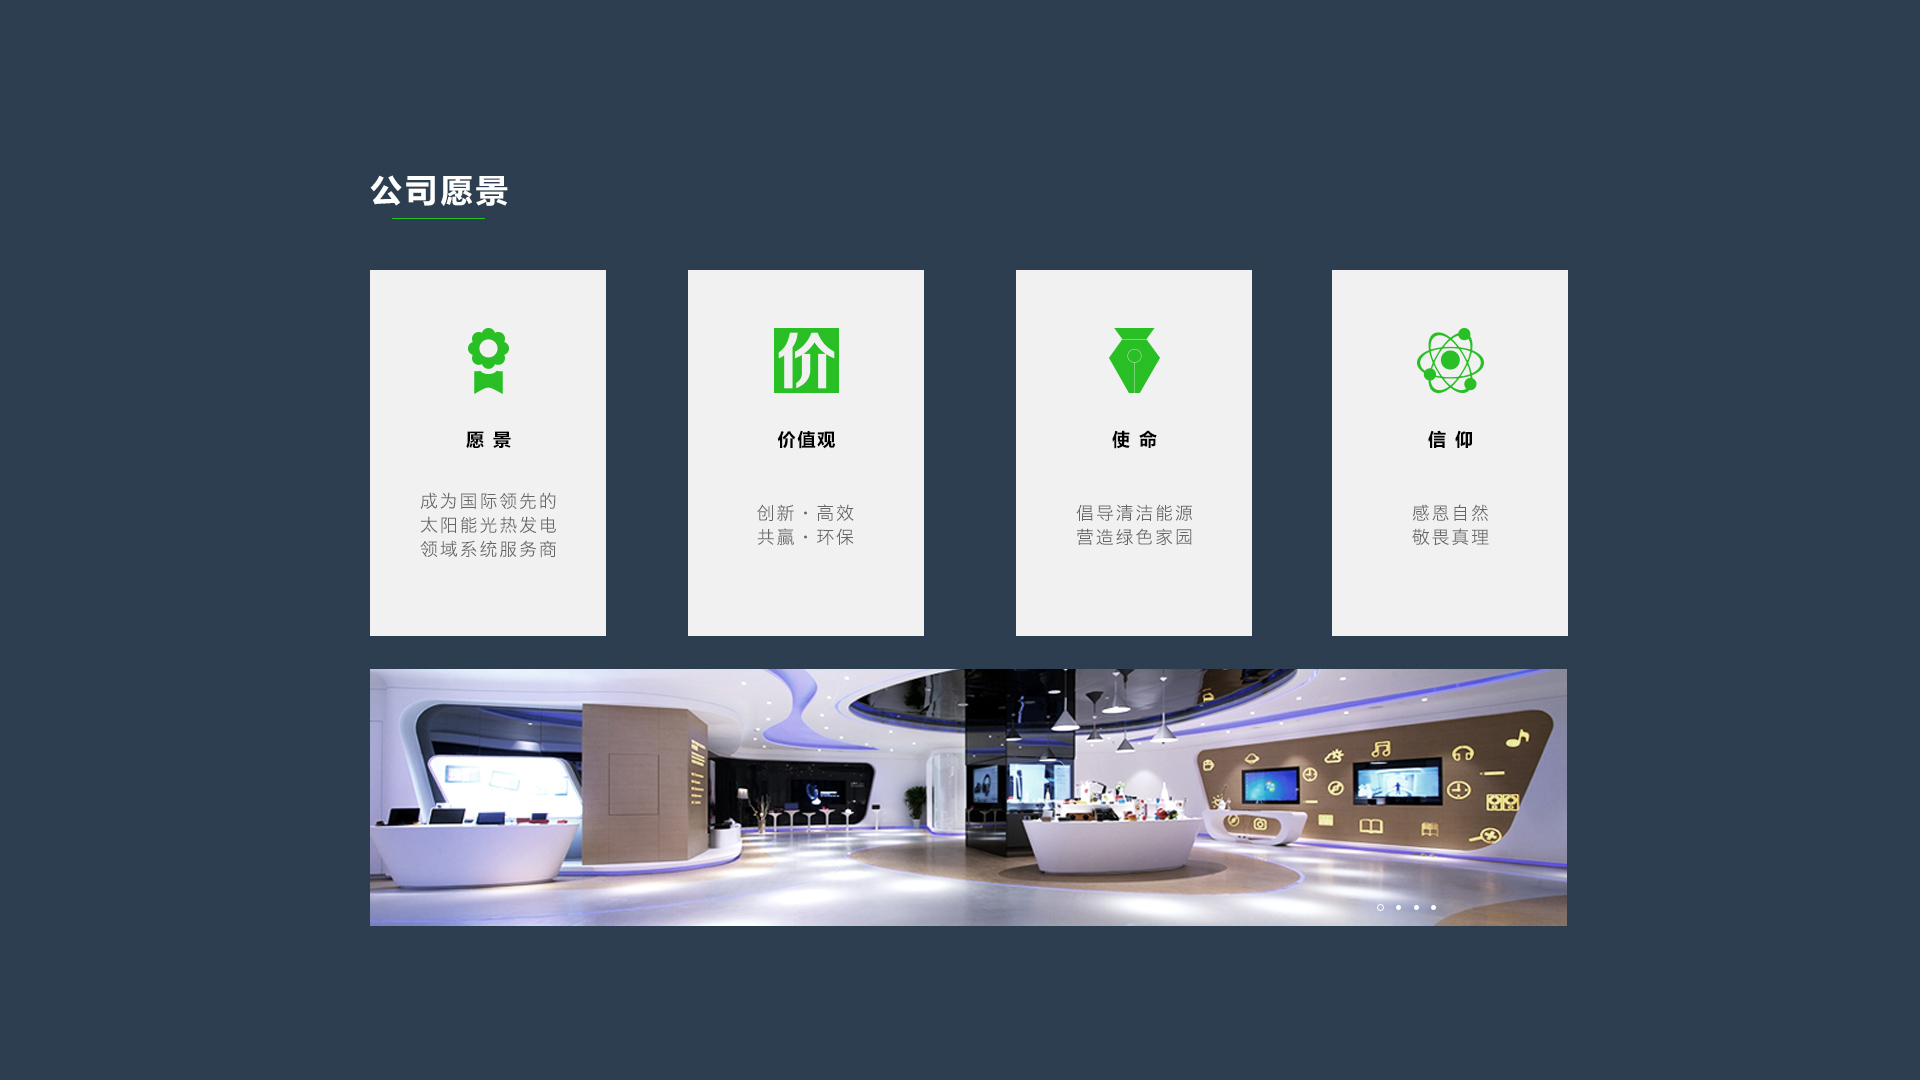 公司愿景
价
愿 景
成为国际领先的
太阳能光热发电
领域系统服务商
价值观
创新·高效
共赢·环保
使 命
倡导清洁能源
营造绿色家园
信 仰
感恩自然
敬畏真理